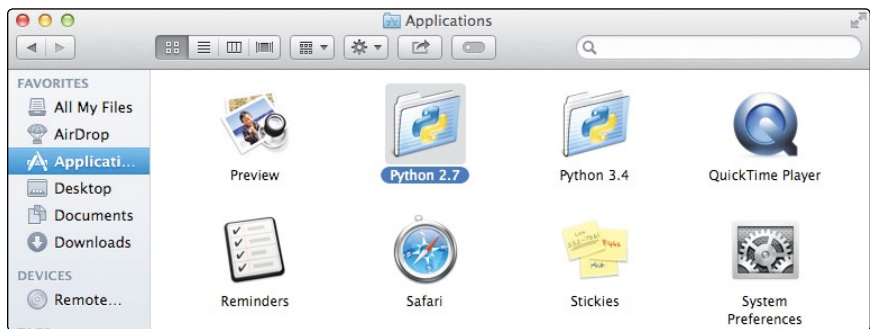 Applications
FAVORITES
All My Files
AirDrop
Applicati...
Desktop
Documents
Downloads
DEVICES
Remote...
Preview
Python 2.7
Python 3.4
QuickTime Player
Reminders
Safari
Stickies
System
Preferences